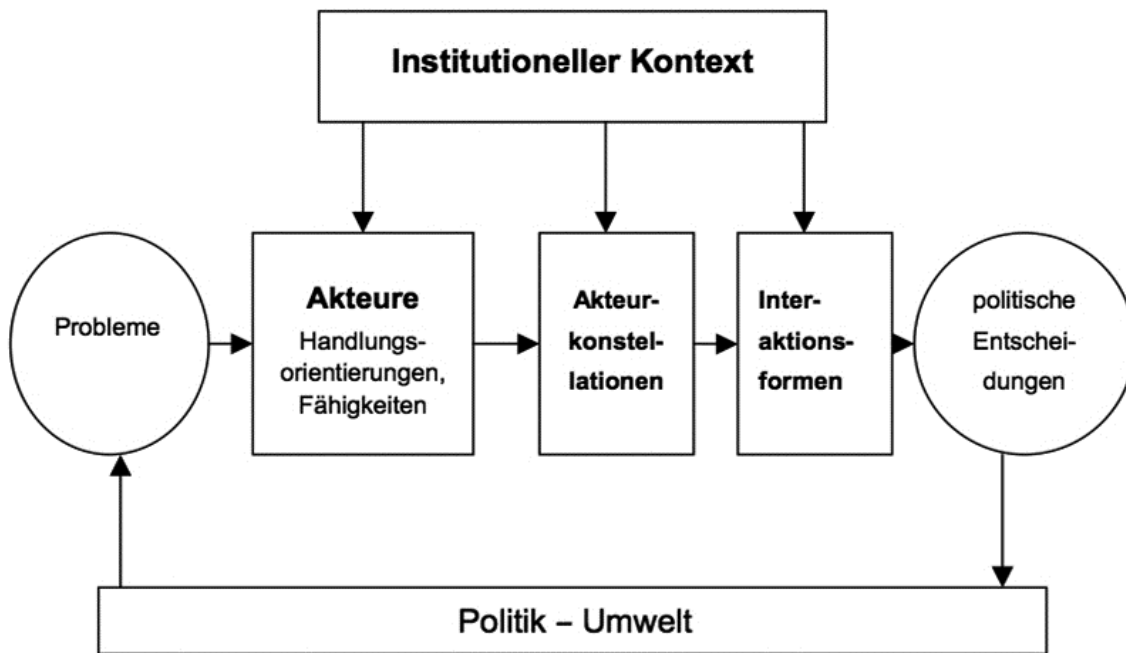 Institutioneller Kontext
Probleme
Akteure
Handlungs-
orientierungen,
Fähigkeiten
Akteur-
konstel-
lationen
Inter-
aktions-
formen
politische
Entschei-
dungen
Politik – Umwelt